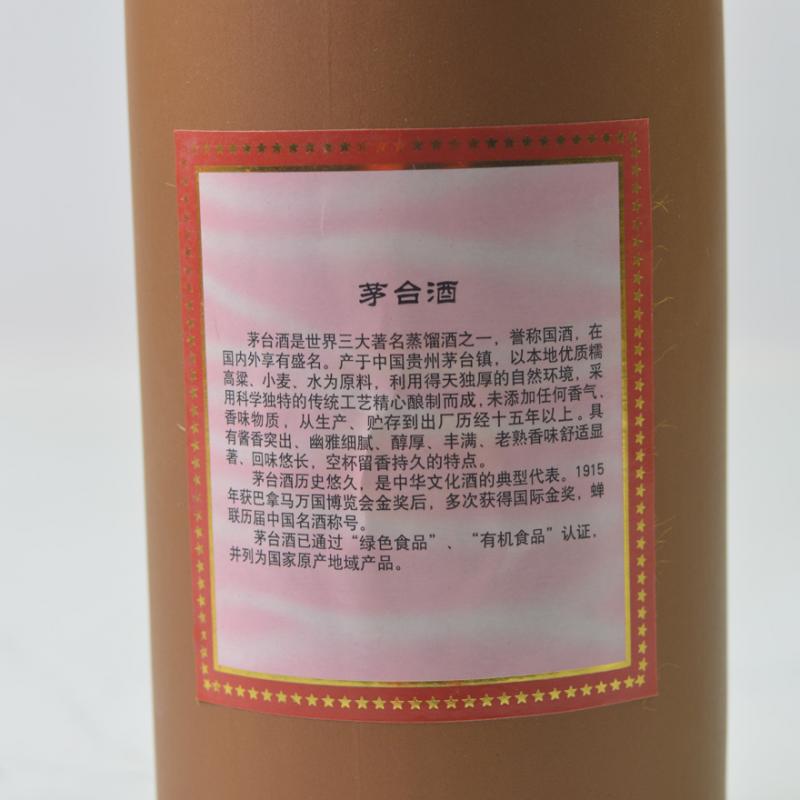 茅台酒
茅台酒是世界三大著名蒸馏酒之一，誉称国酒，在
国内外享有盛名。产于中国贵州茅台镇，以本地优质糯
高粱、小麦、水为原料，利用得天独厚的自然环境，采
用科学独特的传统工艺精心酿制而成，未添加任何香气、
香味物质，从生产、贮存到出厂历经十五年以上。具
有酱香突出、幽雅细腻、醇厚、丰满、老熟香味舒适显
著、回味悠长，空杯留香持久的特点。
茅台酒历史悠久，是中华文化酒的典型代表。1915
年获巴拿马万国博览会金奖后，多次获得国际金奖，蝉
联历届中国名酒称号。
茅台酒已通过“绿色食品”、“有机食品”认证，
并列为国家原产地域产品。